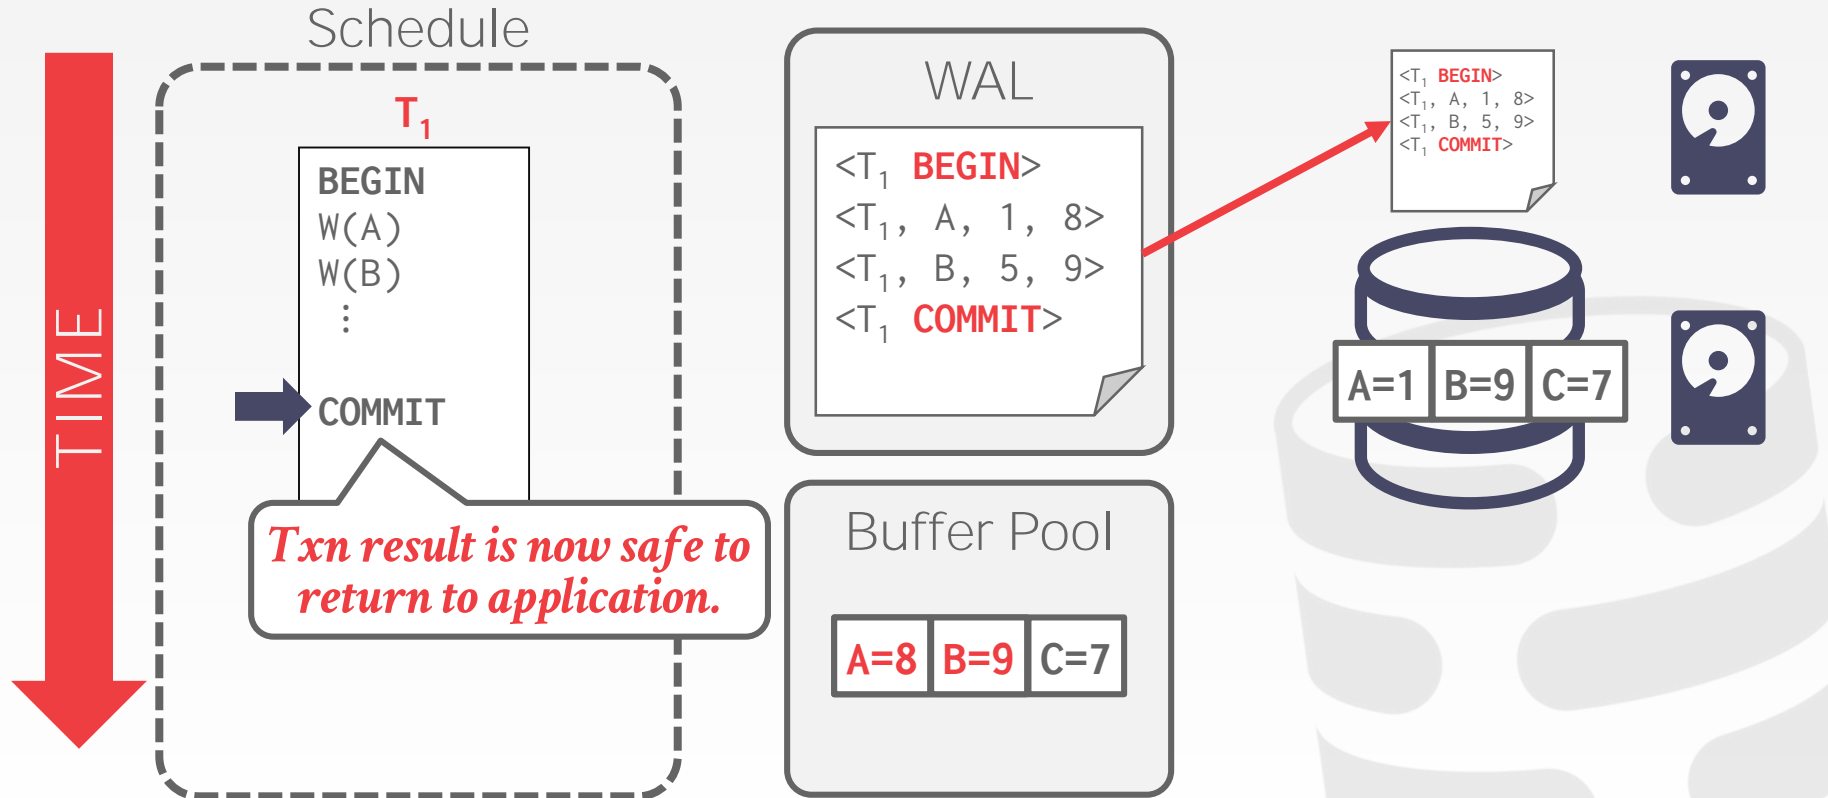 Schedule
TIME
T1
BEGIN
W(A)
W(B)
⋮
COMMIT
Txn result is now safe to
return to application.
WAL
<T1 BEGIN>
<T1, A, 1, 8>
<T1, B, 5, 9>
<T1 COMMIT>
Buffer Pool
A=8 B=9 C=7
<T1 BEGIN>
<T1, A, 1, 8>
<T1, B, 5, 9>
<T1 COMMIT>
A=1 B=9 C=7